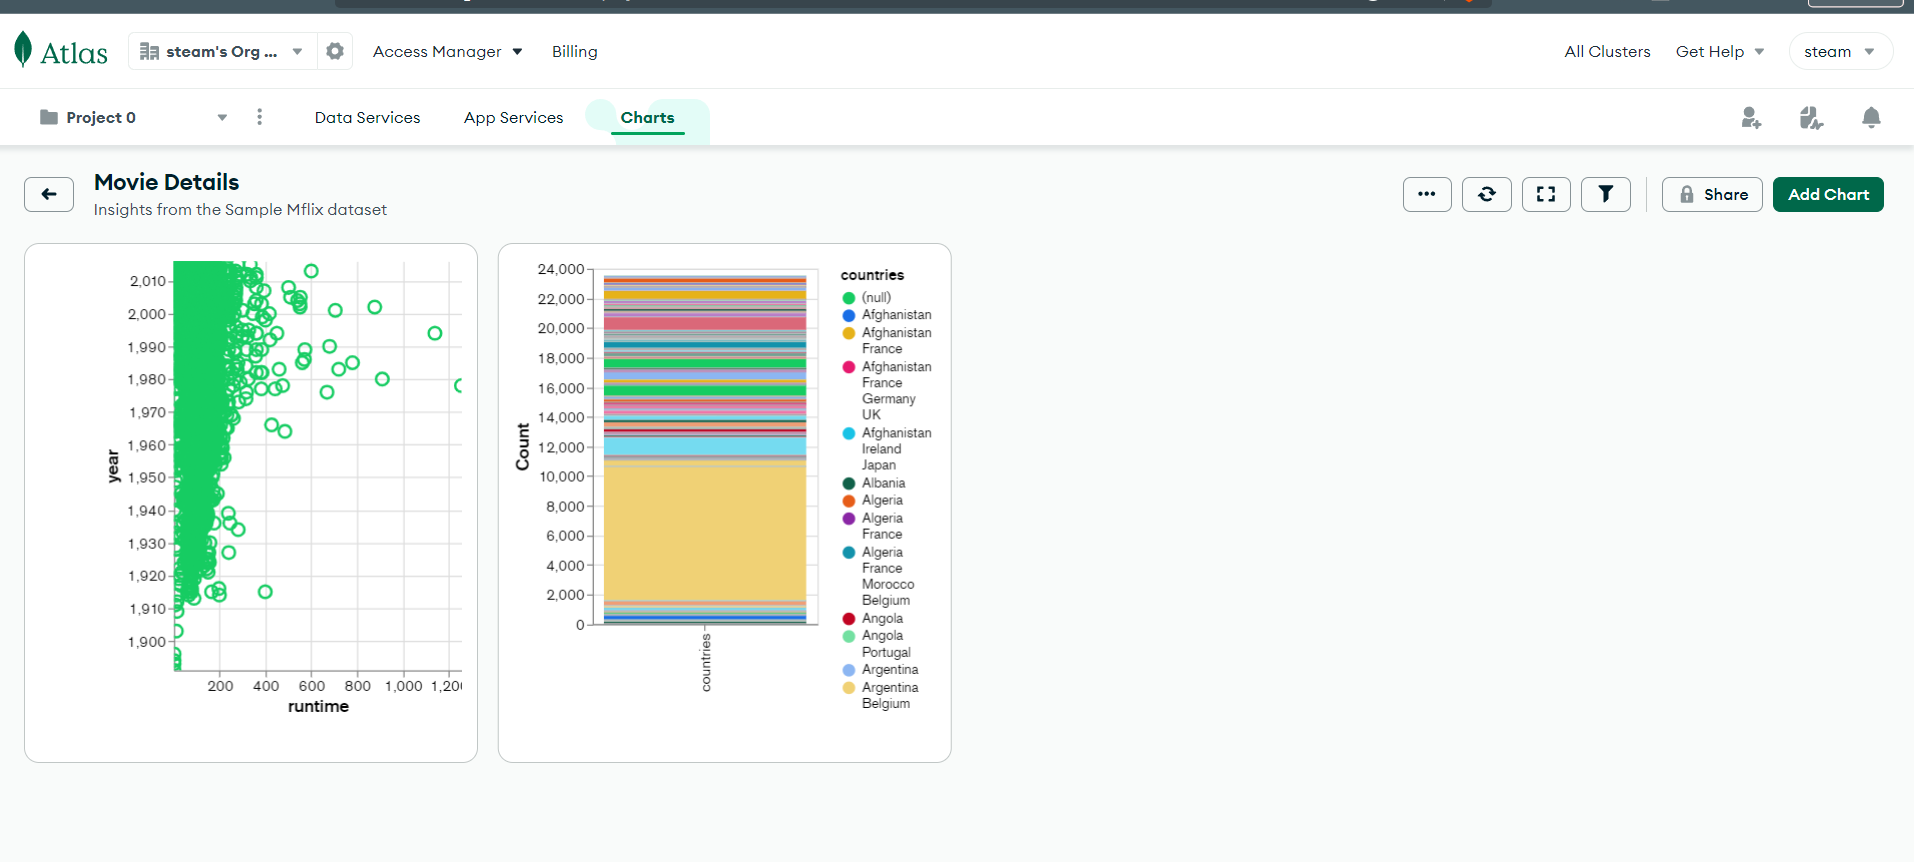 Atlas
steam's Org ...
Access Manager
Billing
All Clusters
Get Help
steam
Project 0
Data Services
App Services
Charts
Movie Details
Insights from the Sample Mflix dataset
Share
Add Chart
year
2,010
2,000
1,990
1,980
1,970
1,960
1,950
1,940
1,930
1,920
1,910
1,900
200 400 600 800 1,000 1,20
runtime
Count
24,000
22,000
20,000
18,000
16,000
14,000
12,000
10,000
8,000
6,000
4,000
2,000
0
countries
countries
(null)
Afghanistan
Afghanistan
France
Afghanistan
France
Germany
UK
Afghanistan
Ireland
Japan
Albania
Algeria
Algeria
France
Algeria
France
Morocco
Belgium
Angola
Angola
Portugal
Argentina
Argentina
Belgium